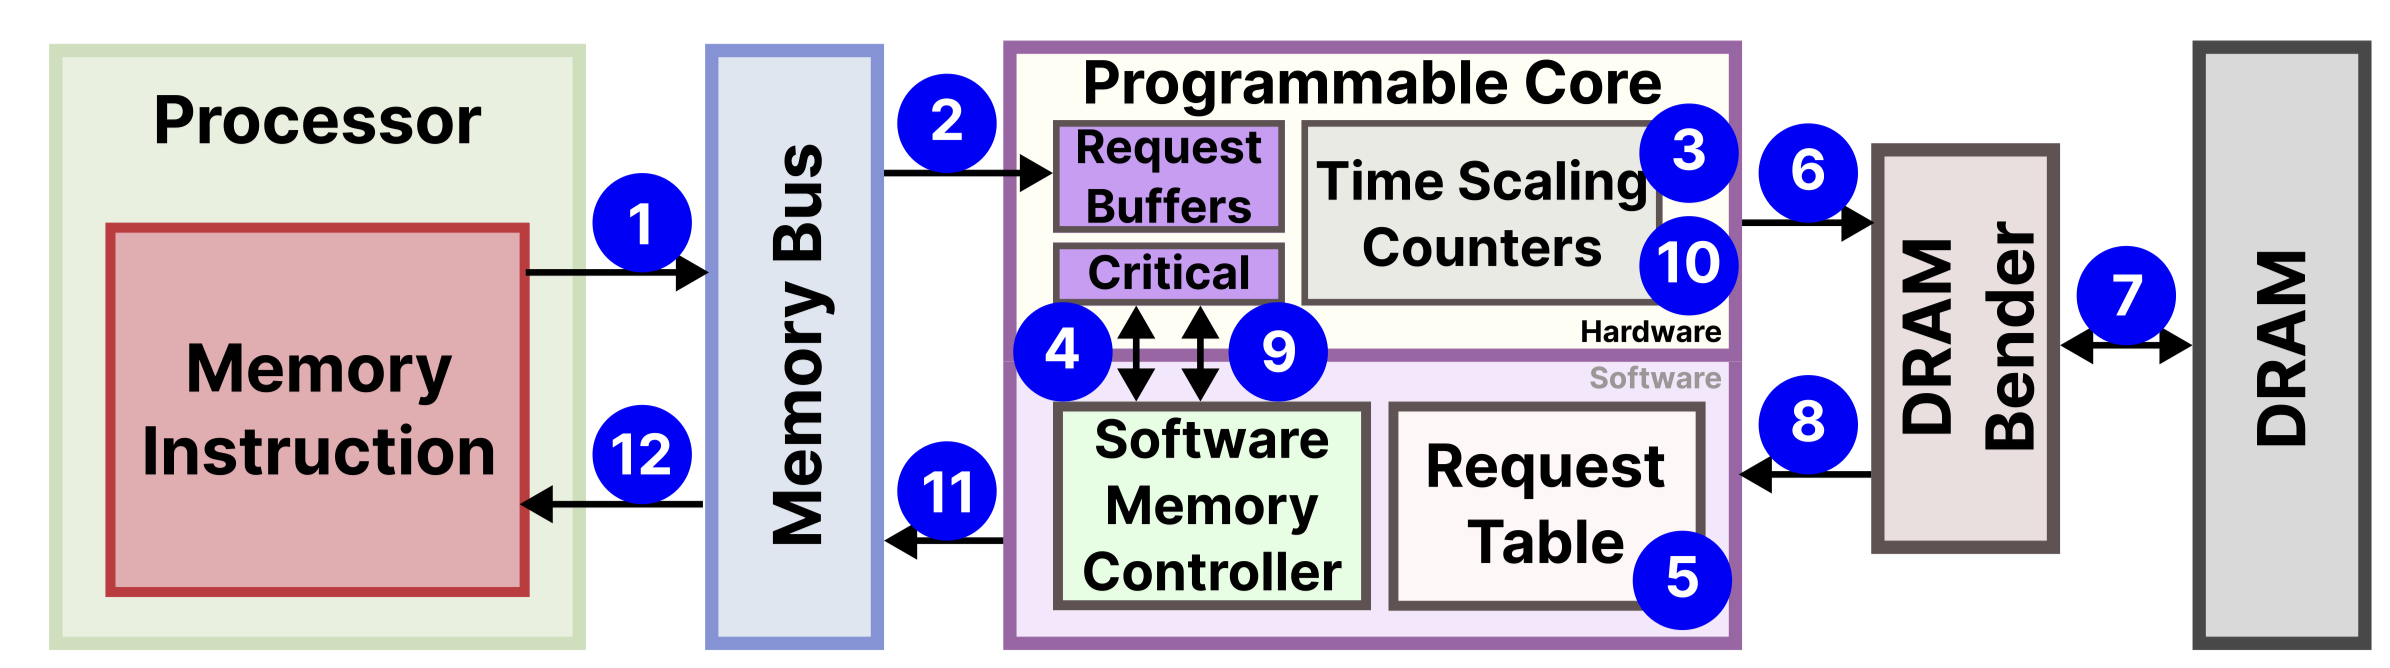 Processor
Memory
Instruction
1
12
Memory Bus
2
11
Programmable Core
Request
Buffers
Critical
Time Scaling
Counters
3
10
Hardware
4
9
Software
Software
Memory
Controller
Request
Table
5
6
8
DRAM
Bender
7
DRAM